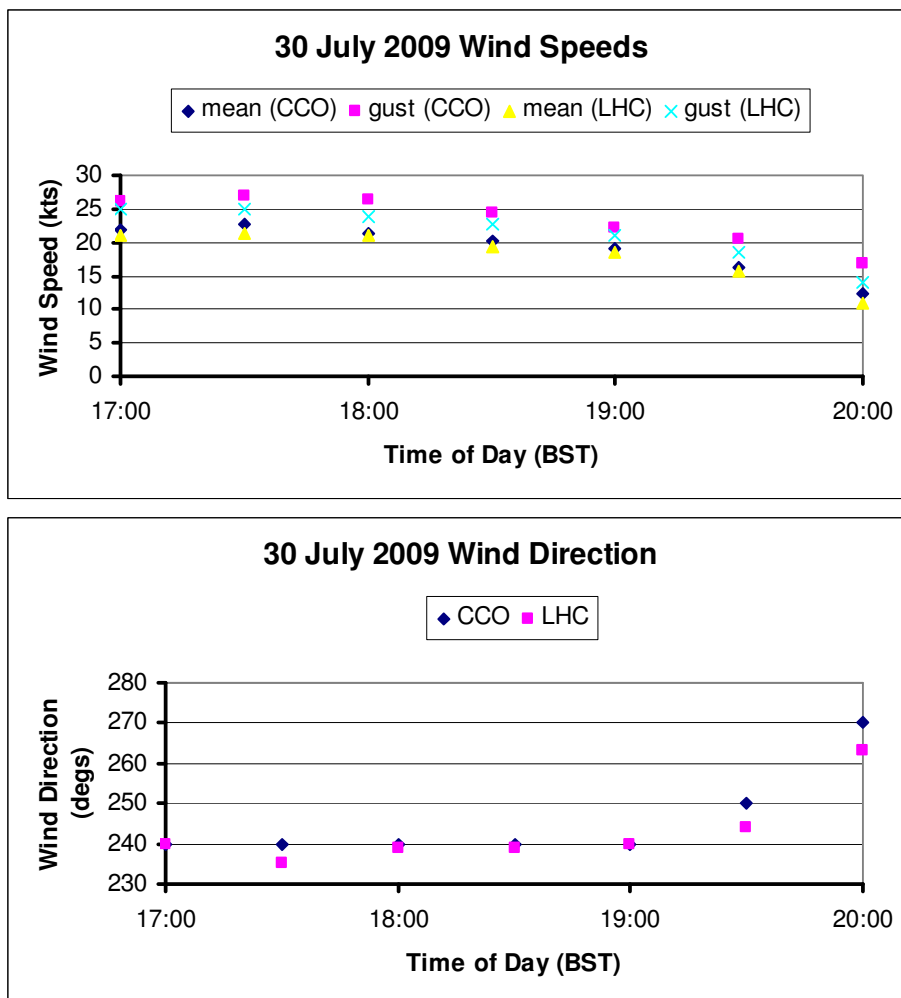 30 July 2009 Wind Speeds
mean (CCO) gust (CCO) mean (LHC) gust (LHC)
30
25
20
15
10
5
0
Wind Speed (kts)
17:00 18:00 19:00 20:00
Time of Day (BST)
30 July 2009 Wind Direction
CCO LHC
280
270
260
250
240
230
Wind Direction
(degs)
17:00 18:00 19:00 20:00
Time of Day (BST)